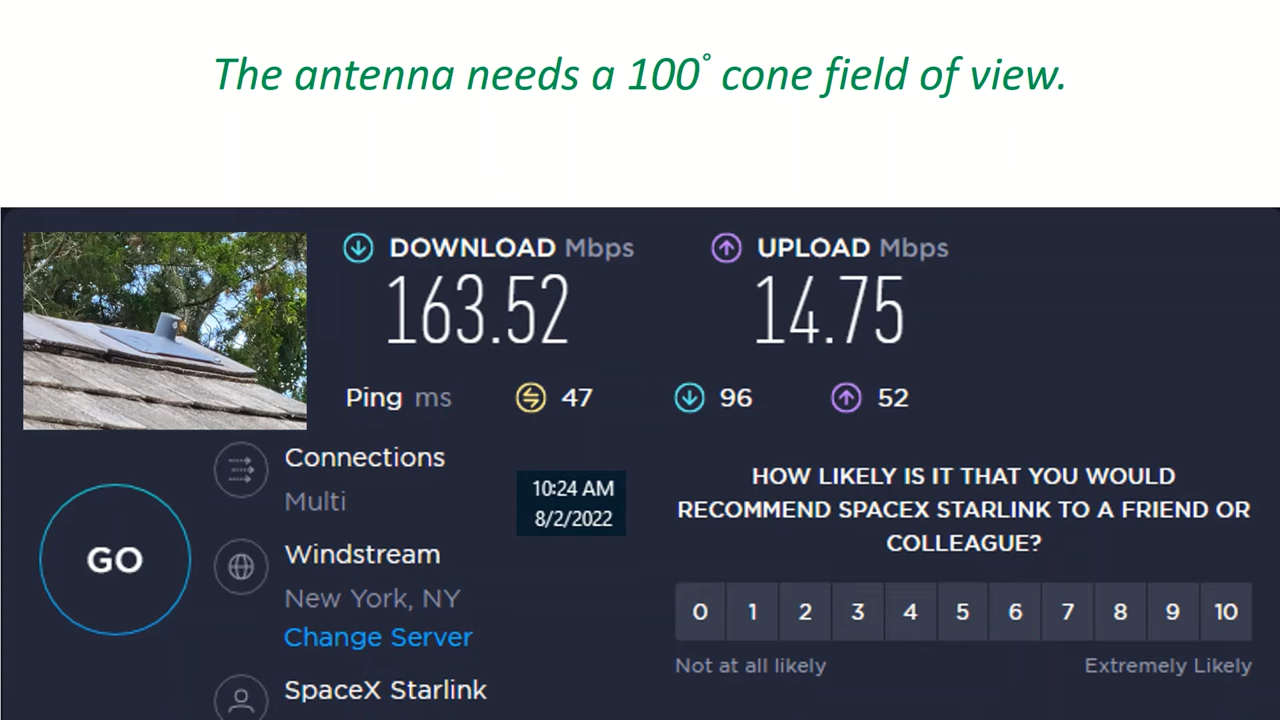 The antenna needs a 100° cone field of view.
DOWNLOAD Mbps
163.52
UPLOAD Mbps
14.75
Ping ms 47 96 52
Connections
Multi
GO
Windstream
New York, NY
Change Server
SpaceX Starlink
10:24 AM
8/2/2022
HOW LIKELY IS IT THAT YOU WOULD
RECOMMEND SPACEX STARLINK TO A FRIEND OR
COLLEAGUE?
0 1 2 3 4 5 6 7 8 9 10
Not at all likely Extremely Likely